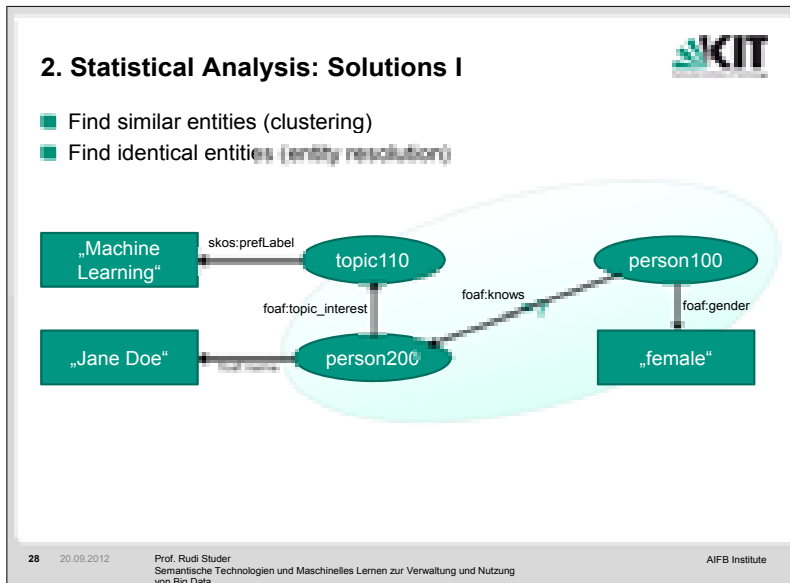 2. Statistical Analysis: Solutions I
KIT
Find similar entities (clustering)
Find identical entities (entity resolution)
„Machine
Learning“
skos:prefLabel
topic110
person100
foaf:topic_interest
foaf:knows
foaf:gender
„Jane Doe“
foaf:name
person200
„female“
28
20.09.2012
Prof. Rudi Studer
Semantische Technologien und Maschinelles Lernen zur Verwaltung und Nutzung
von Big Data
AIFB Institute